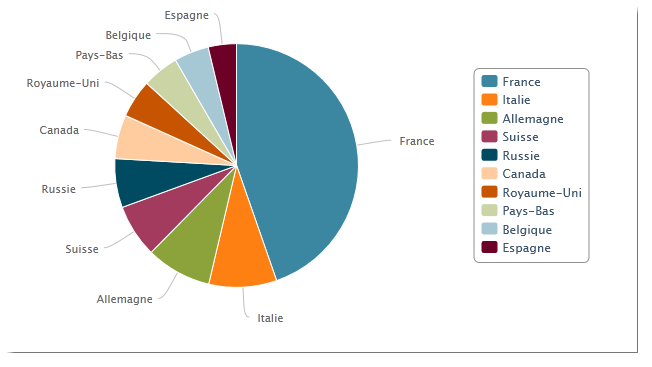 Espagne
Belgique
Pays-Bas
Royaume-Uni
Canada
Russie
Suisse
Allemagne
Italie
France
France
Italie
Allemagne
Suisse
Russie
Canada
Royaume-Uni
Pays-Bas
Belgique
Espagne